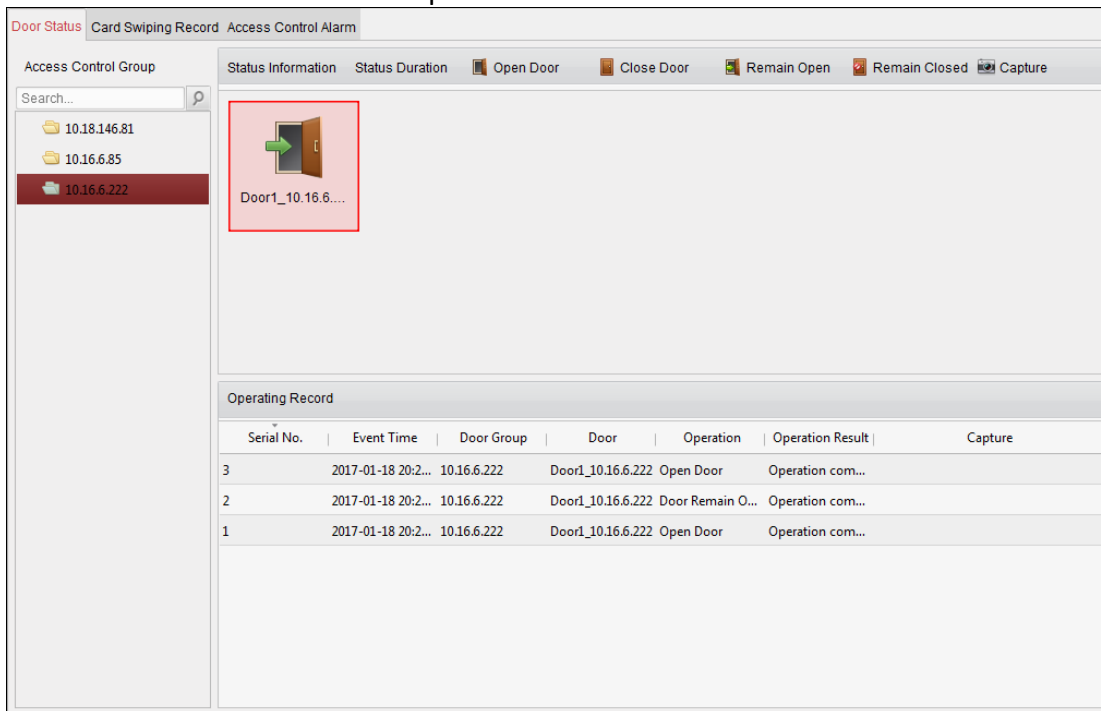 Door Status Card Swiping Record Access Control Alarm
Access Control Group
Search...
10.18.146.81
10.16.6.85
10.16.6.222
Status Information Status Duration Open Door Close Door Remain Open Remain Closed Capture
Door1_10.16.6....
Operating Record
Serial No. Event Time Door Group Door Operation Operation Result Capture
3 2017-01-18 20:2... 10.16.6.222 Door1_10.16.6.222 Open Door Operation com...
2 2017-01-18 20:2... 10.16.6.222 Door1_10.16.6.222 Door Remain O... Operation com...
1 2017-01-18 20:2... 10.16.6.222 Door1_10.16.6.222 Open Door Operation com...